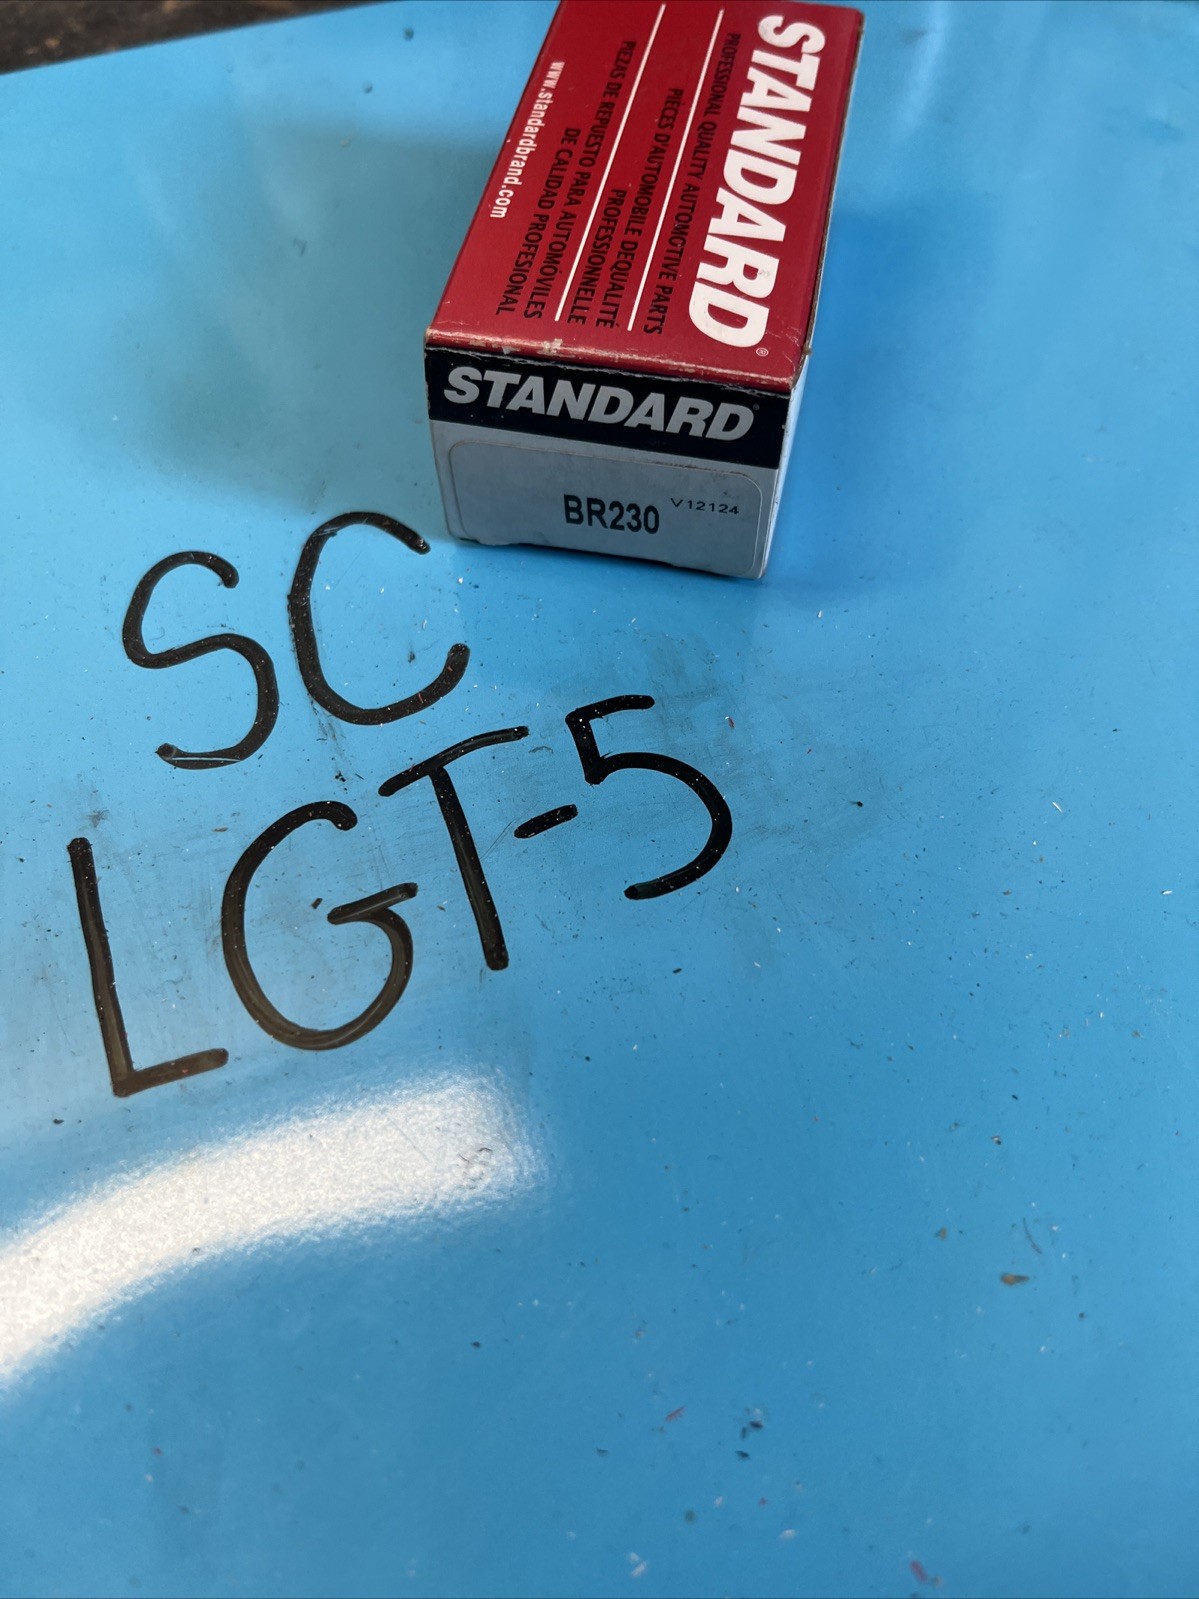 STANDARD®
PROFESSIONAL QUALITY AUTOMOTIVE PARTS
PIÈCES D'AUTOMOBILE DEQUALITÉ
PROFESSIONNELLE
PIEZAS DE REPUESTO PARA AUTOMÓVILES
DE CALIDAD PROFESIONAL
www.standardbrand.com
STANDARD®
BR230 V12124
SC
LGT-5